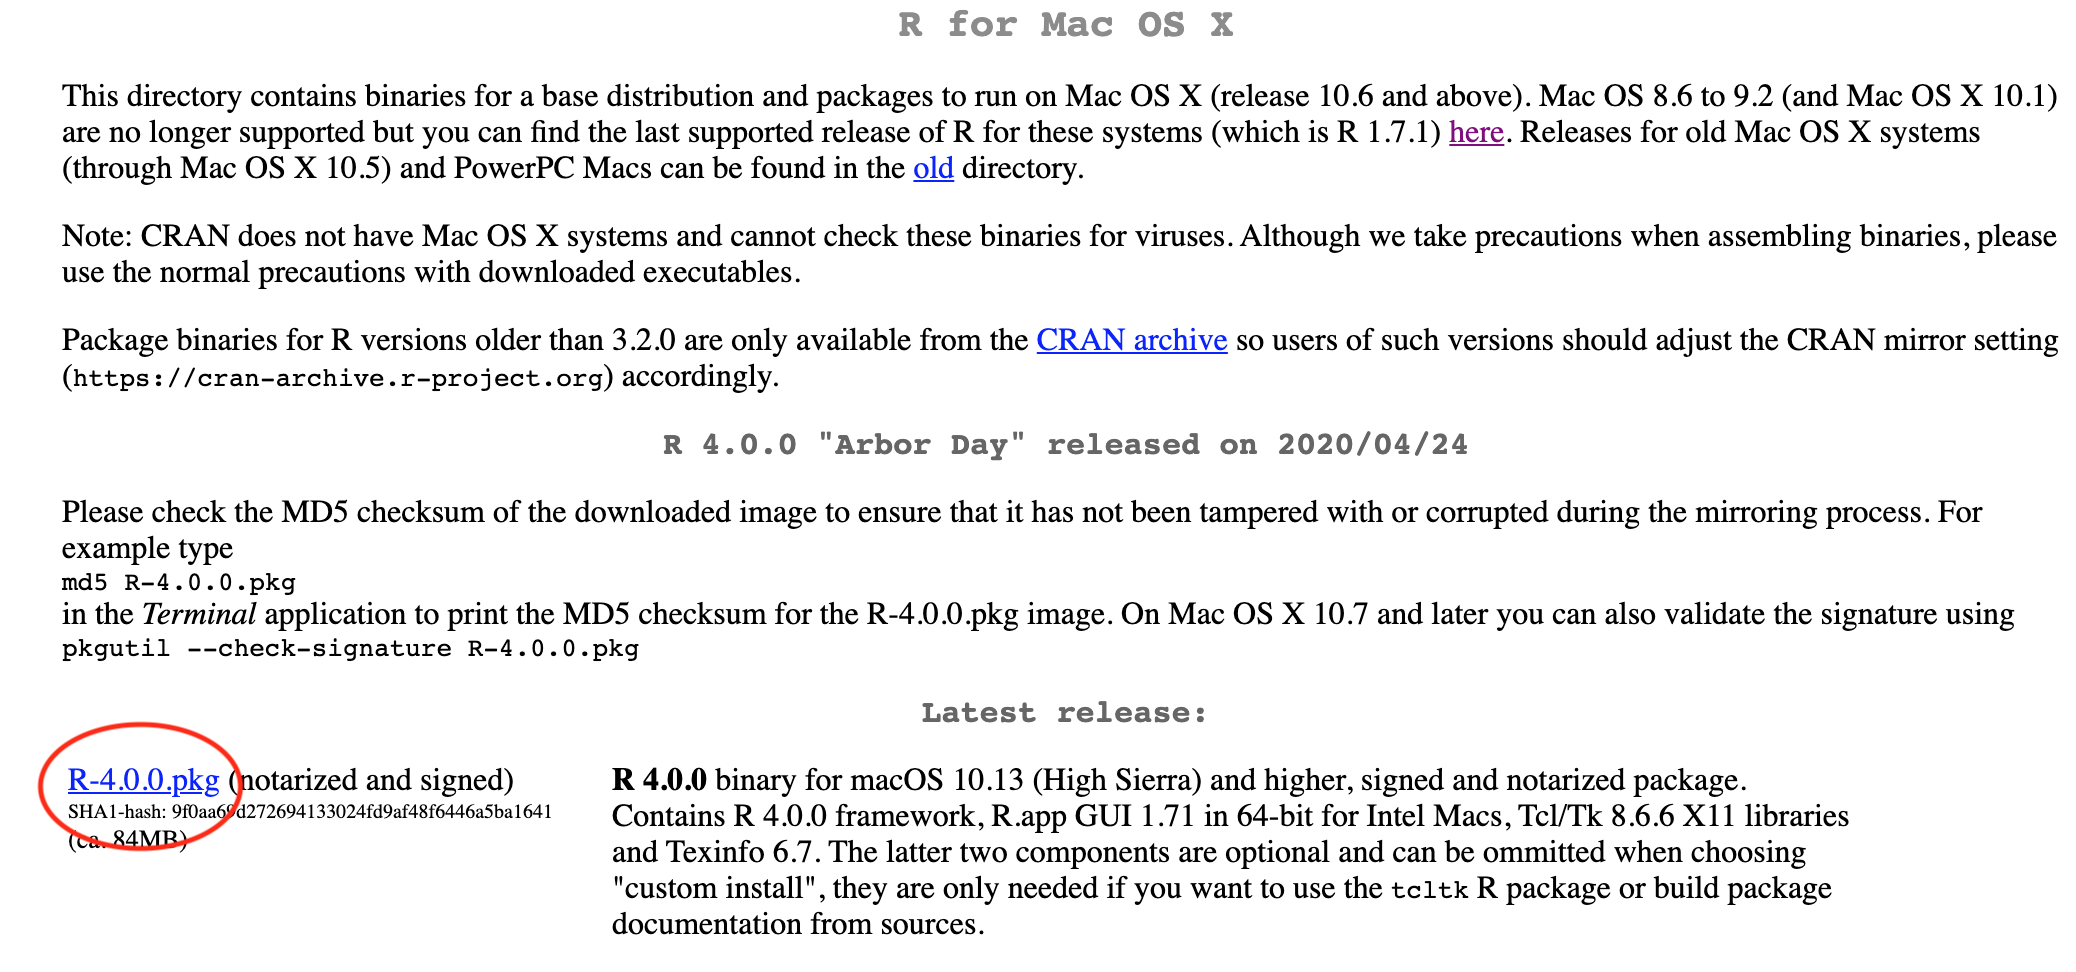 R for Mac OS X
This directory contains binaries for a base distribution and packages to run on Mac OS X (release 10.6 and above). Mac OS 8.6 to 9.2 (and Mac OS X 10.1)
are no longer supported but you can find the last supported release of R for these systems (which is R 1.7.1) here. Releases for old Mac OS X systems
(through Mac OS X 10.5) and PowerPC Macs can be found in the old directory.
Note: CRAN does not have Mac OS X systems and cannot check these binaries for viruses. Although we take precautions when assembling binaries, please
use the normal precautions with downloaded executables.
Package binaries for R versions older than 3.2.0 are only available from the CRAN archive so users of such versions should adjust the CRAN mirror setting
(https://cran-archive.r-project.org) accordingly.
R 4.0.0 "Arbor Day" released on 2020/04/24
Please check the MD5 checksum of the downloaded image to ensure that it has not been tampered with or corrupted during the mirroring process. For
example type
md5 R-4.0.0.pkg
in the Terminal application to print the MD5 checksum for the R-4.0.0.pkg image. On Mac OS X 10.7 and later you can also validate the signature using
pkgutil --check-signature R-4.0.0.pkg
Latest release:
R-4.0.0.pkg (notarized and signed)
SHA1-hash: 9f0aa69d272694133024fd9af48f6446a5ba1641
(ca. 84MB)
R 4.0.0 binary for macOS 10.13 (High Sierra) and higher, signed and notarized package.
Contains R 4.0.0 framework, R.app GUI 1.71 in 64-bit for Intel Macs, Tcl/Tk 8.6.6 X11 libraries
and Texinfo 6.7. The latter two components are optional and can be ommitted when choosing
"custom install", they are only needed if you want to use the tcltk R package or build package
documentation from sources.